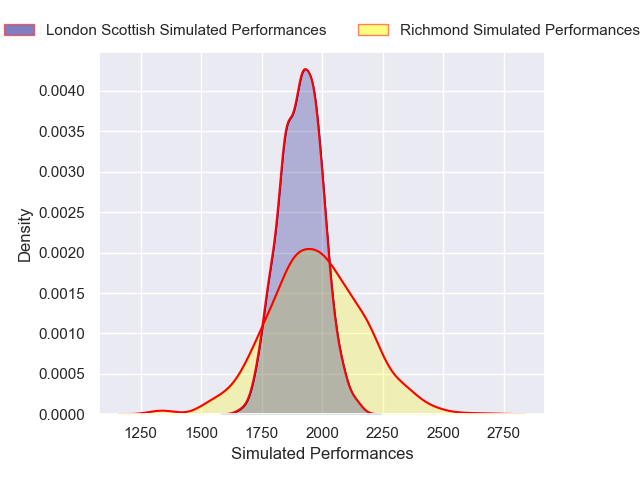 London Scottish Simulated Performances
Richmond Simulated Performances
0.0040
0.0035
0.0030
0.0025
0.0020
0.0015
0.0010
0.0005
0.0000
Density
1250 1500 1750 2000 2250 2500 2750
Simulated Performances